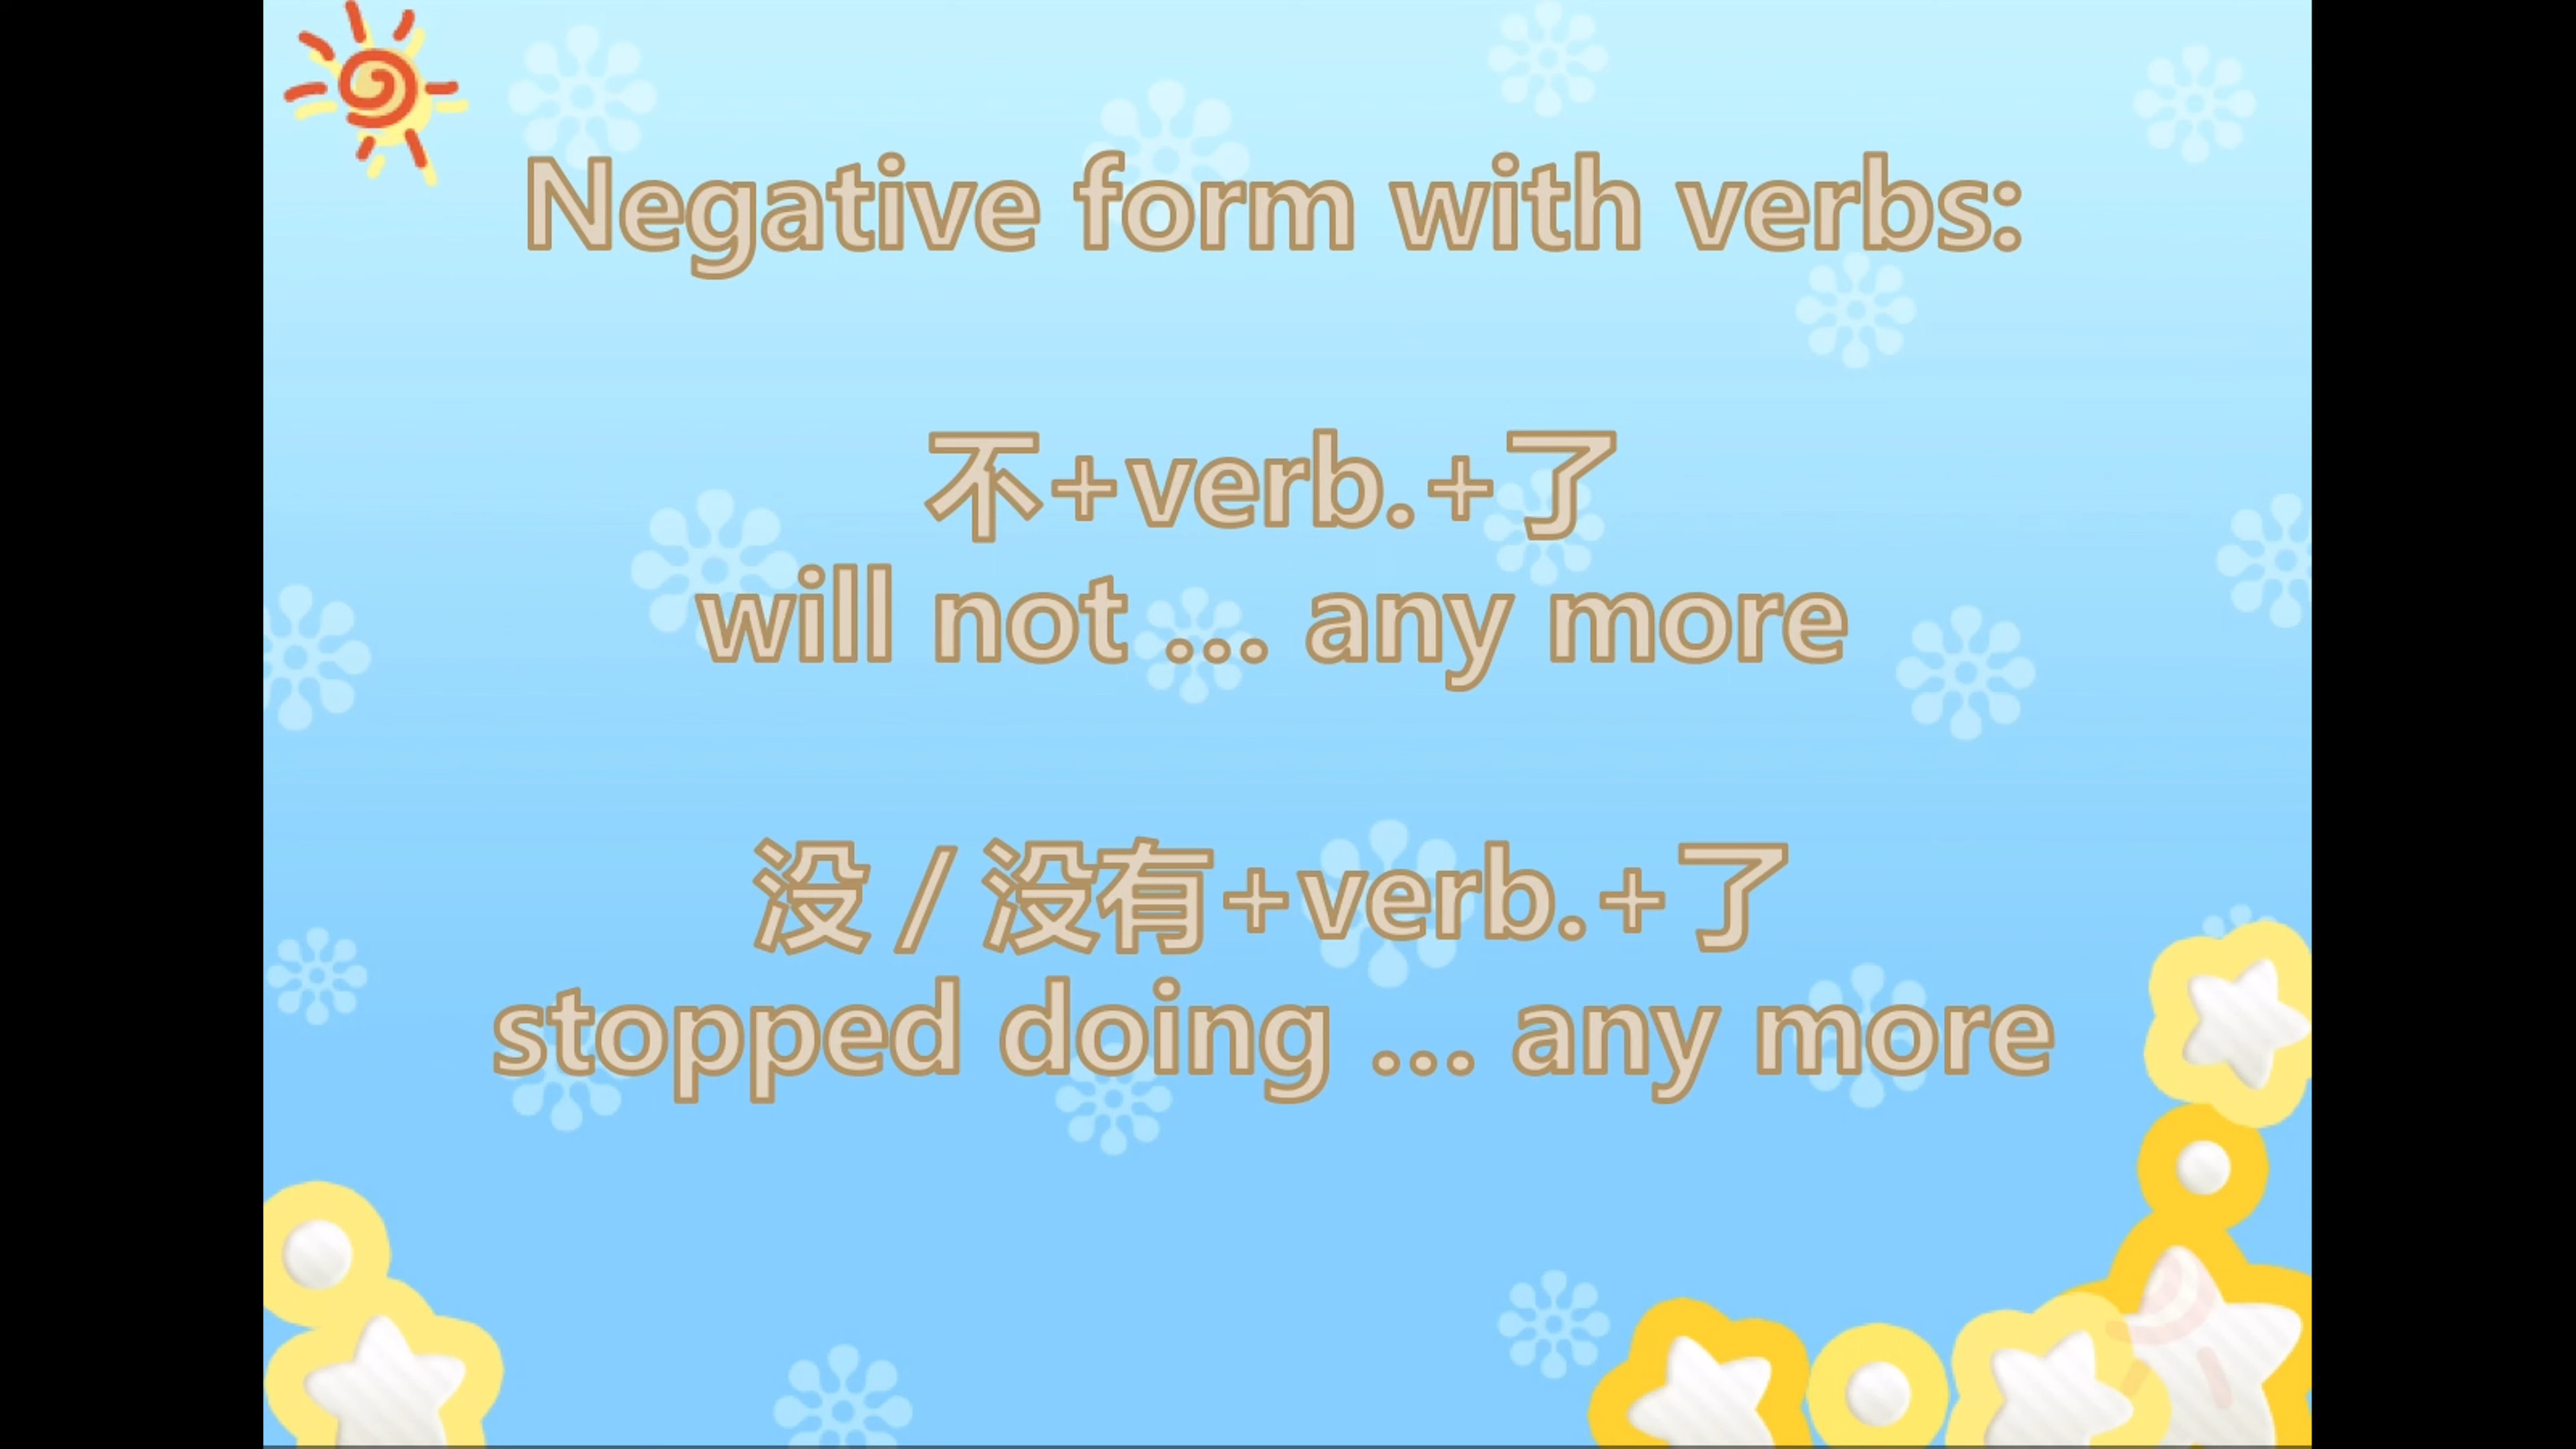 Negative form with verbs:
不+verb.+了
will not ... any more
没 / 没有+verb.+了
stopped doing ... any more